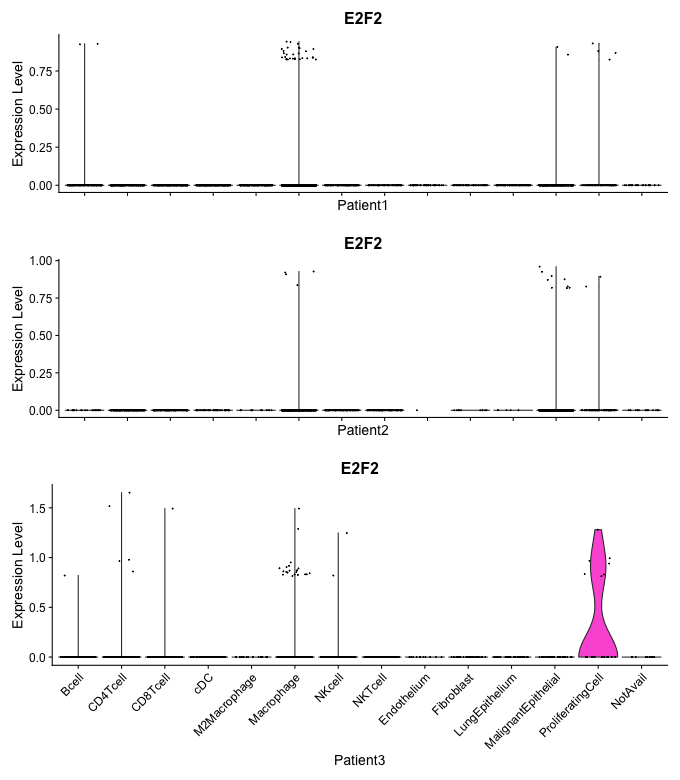 E2F2
Expression Level
0.75
0.50
0.25
0.00
Patient1
E2F2
Expression Level
1.00
0.75
0.50
0.25
0.00
Patient2
E2F2
Expression Level
1.5
1.0
0.5
0.0
Bcell
CD4Tcell
CD8Tcell
cDC
M2Macrophage
Macrophage
NKcell
NKTcell
Endothelium
Fibroblast
LungEpithelium
MalignantEpithelial
ProliferatingCell
NotAvail
Patient3